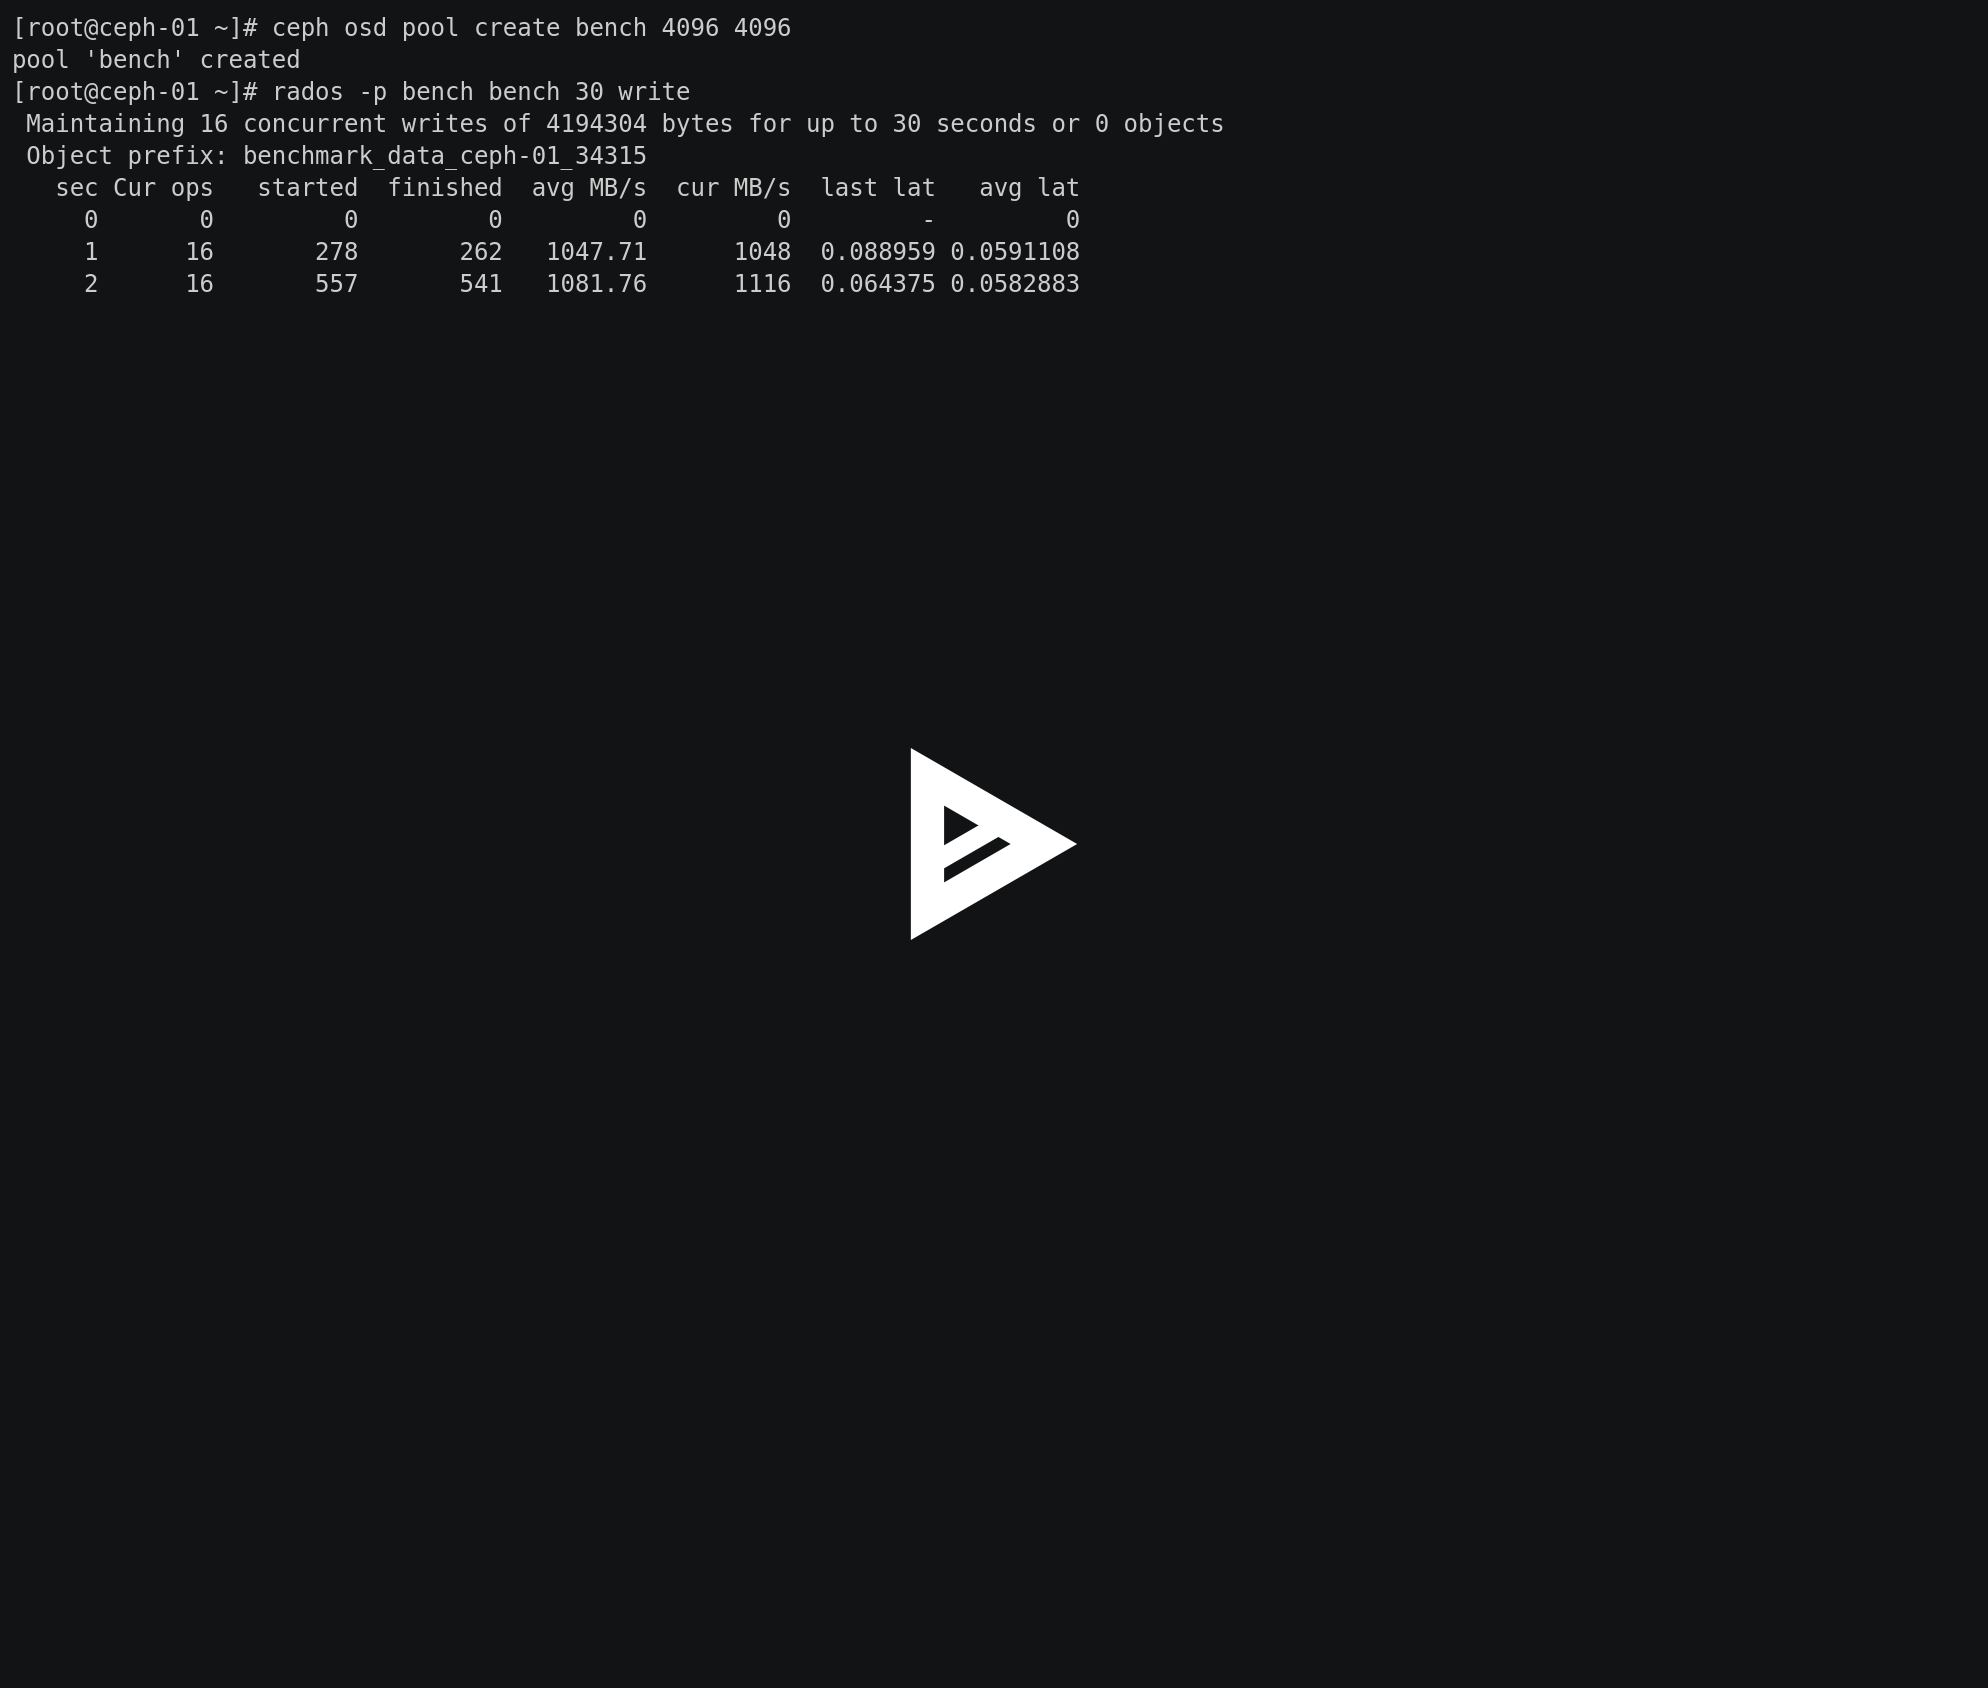 [root@ceph-01 ~]# ceph osd pool create bench 4096 4096
pool 'bench' created
[root@ceph-01 ~]# rados -p bench bench 30 write
 Maintaining 16 concurrent writes of 4194304 bytes for up to 30 seconds or 0 objects
 Object prefix: benchmark_data_ceph-01_34315
   sec Cur ops   started  finished  avg MB/s  cur MB/s  last lat   avg lat
     0       0         0         0         0         0         -         0
     1      16       278       262   1047.71      1048  0.088959 0.0591108
     2      16       557       541   1081.76      1116  0.064375 0.0582883